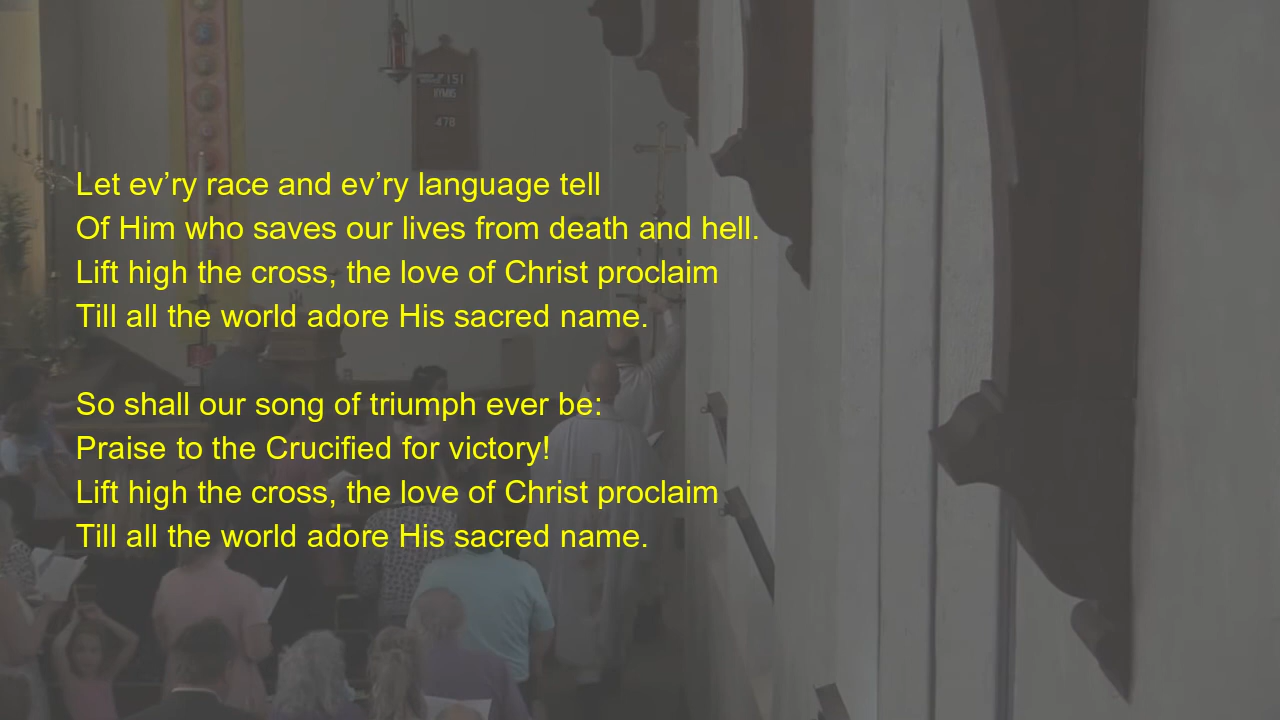 151
HYMNS
478
Let ev’ry race and ev’ry language tell
Of Him who saves our lives from death and hell.
Lift high the cross, the love of Christ proclaim
Till all the world adore His sacred name.
So shall our song of triumph ever be:
Praise to the Crucified for victory!
Lift high the cross, the love of Christ proclaim
Till all the world adore His sacred name.